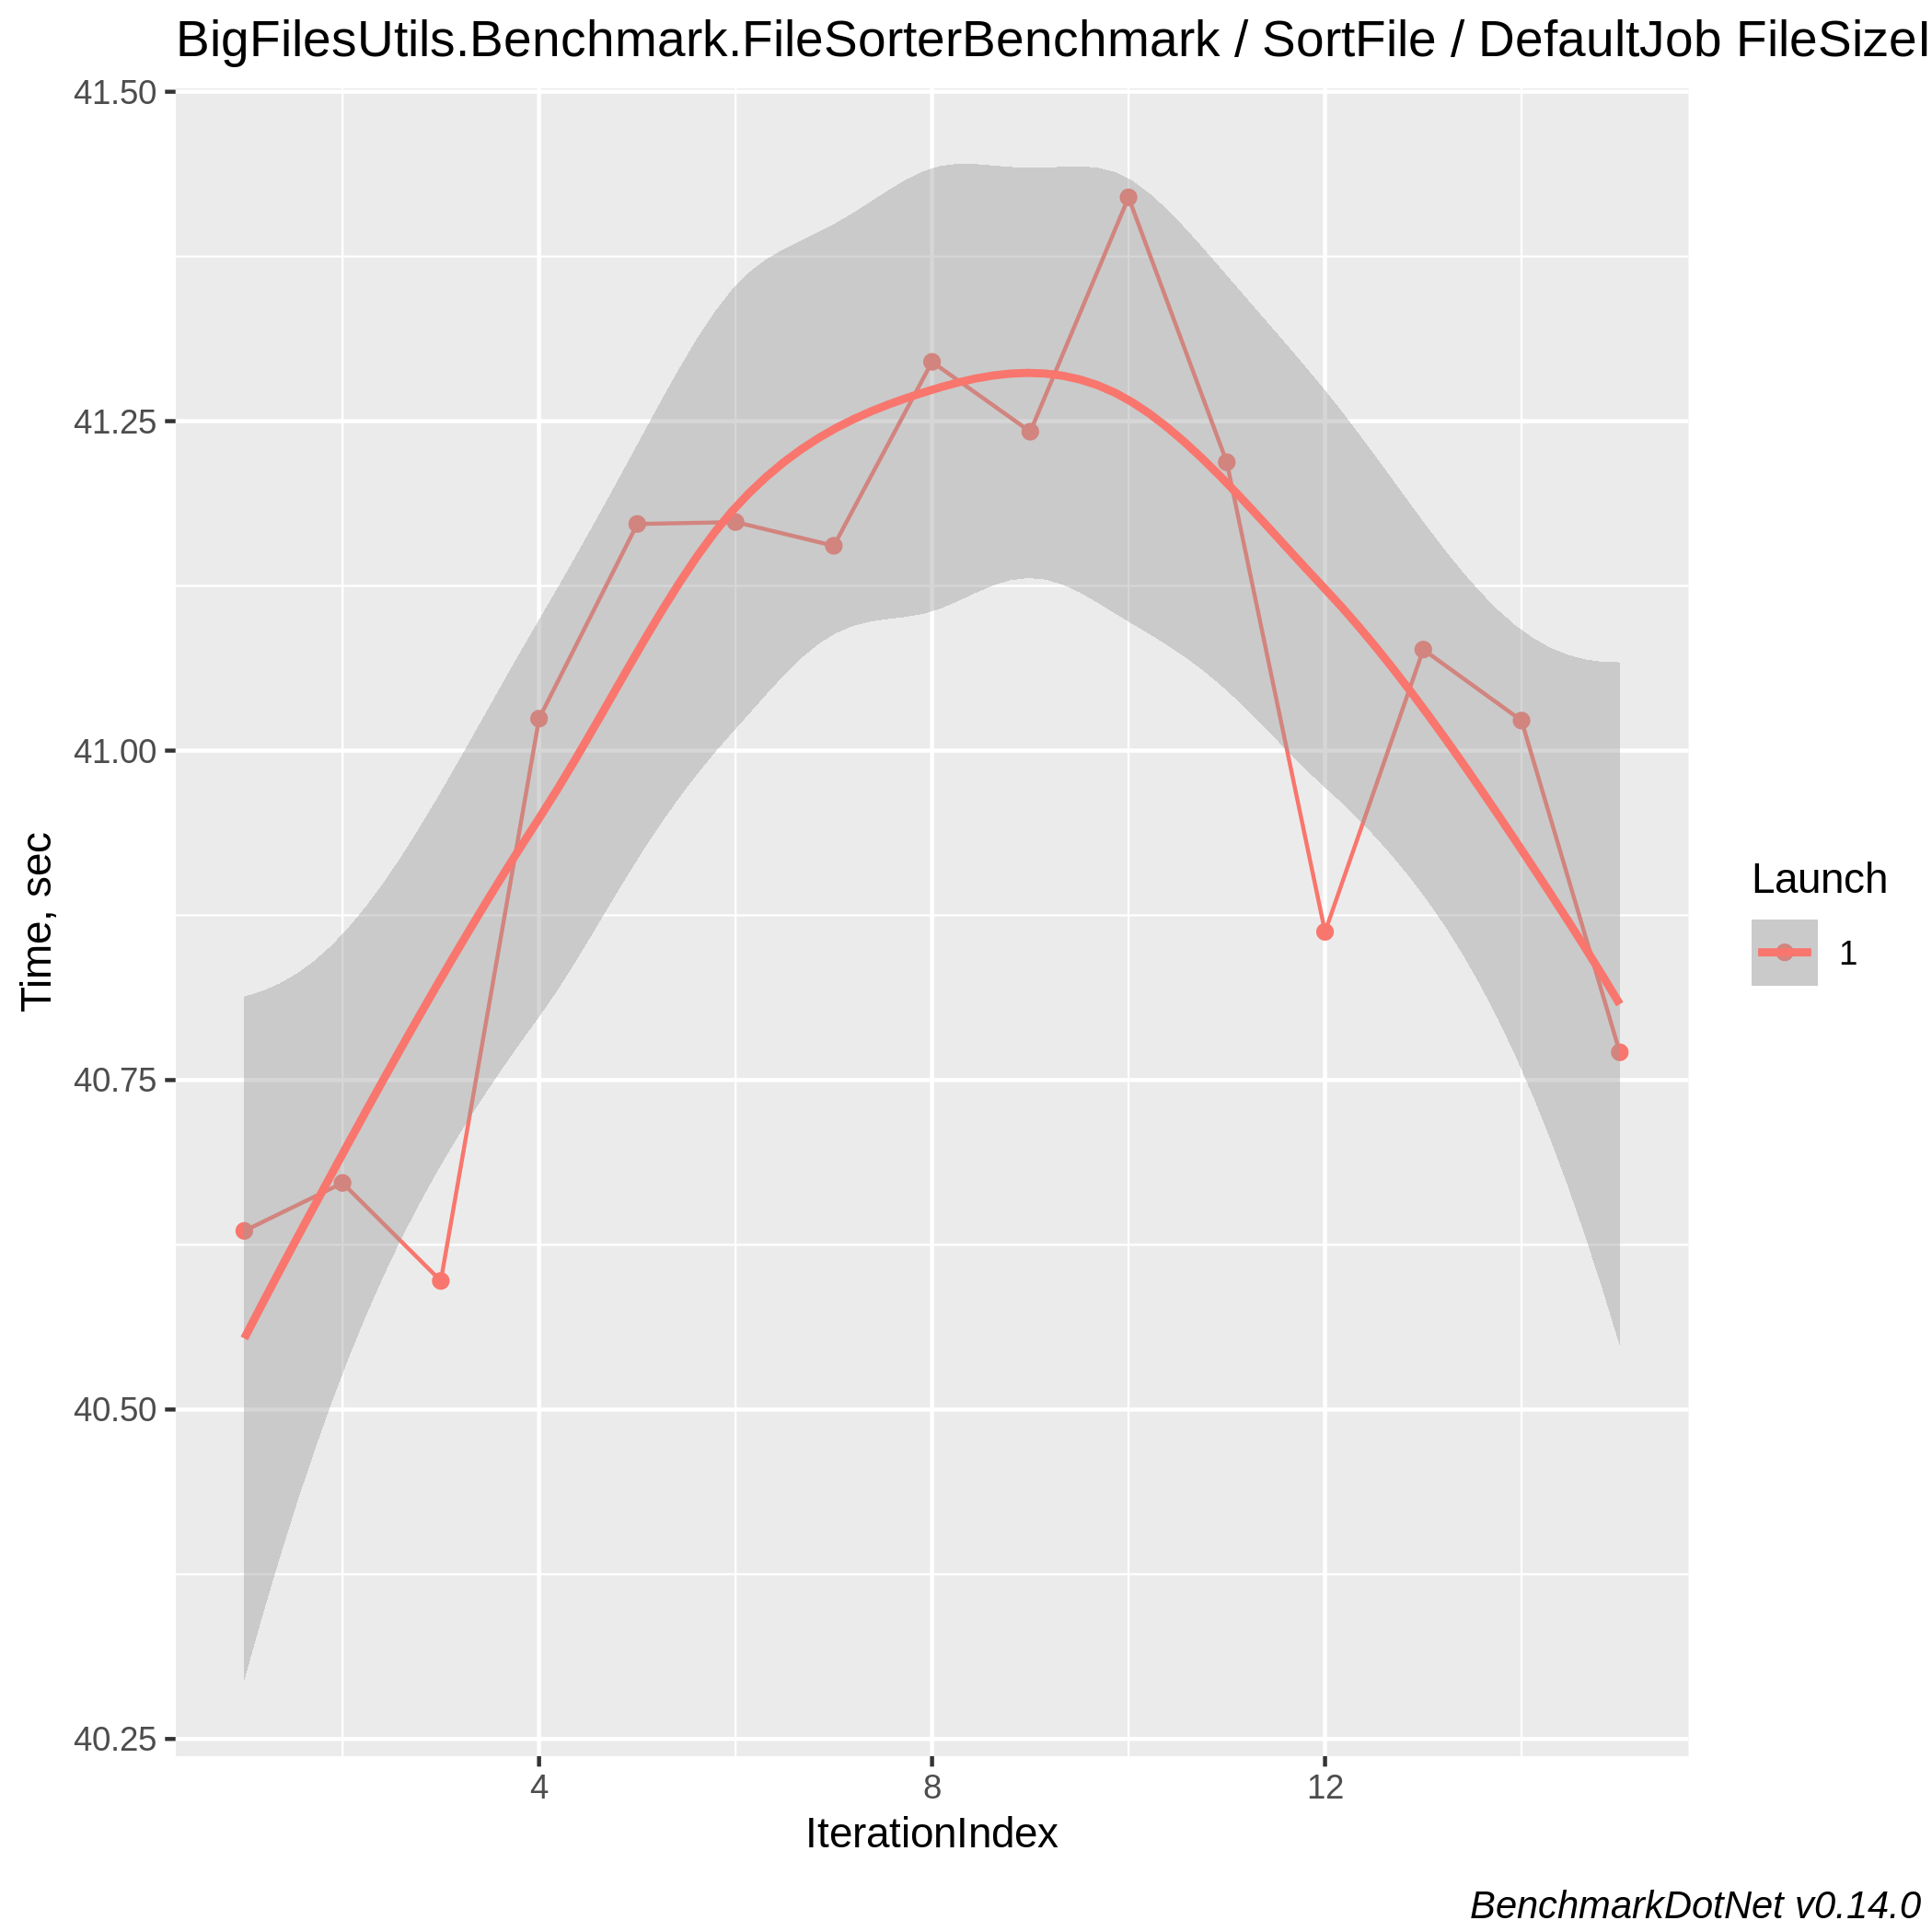 BigFilesUtils.Benchmark.FileSorterBenchmark / SortFile / DefaultJob FileSizeI
41.50
41.25
41.00
40.75
40.50
40.25
Time, sec
4
8
12
IterationIndex
Launch
1
BenchmarkDotNet v0.14.0